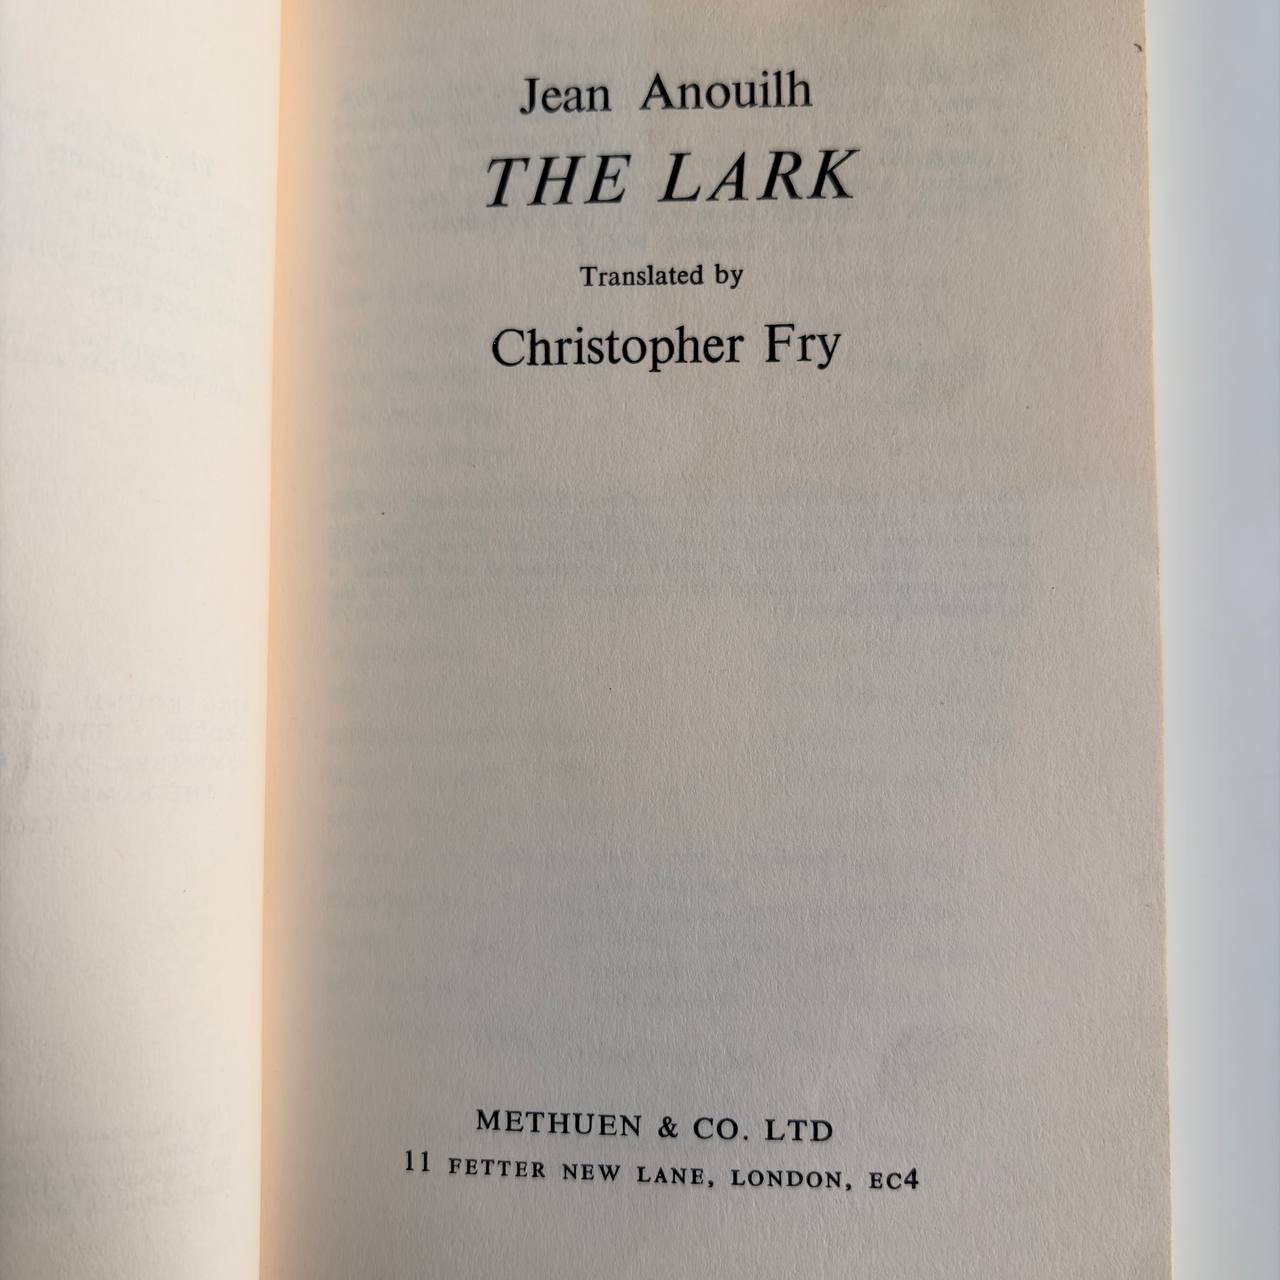 Jean Anouilh
THE LARK
Translated by
Christopher Fry
METHUEN & CO. LTD
11 FETTER NEW LANE, LONDON, EC4